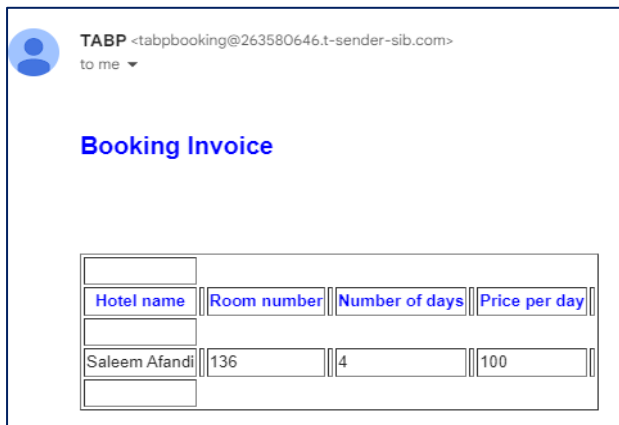 TABP <tabpbooking@263580646.t-sender-sib.com>
to me
Booking Invoice
Hotel name Room number Number of days Price per day
Saleem Afandi 136 4 100